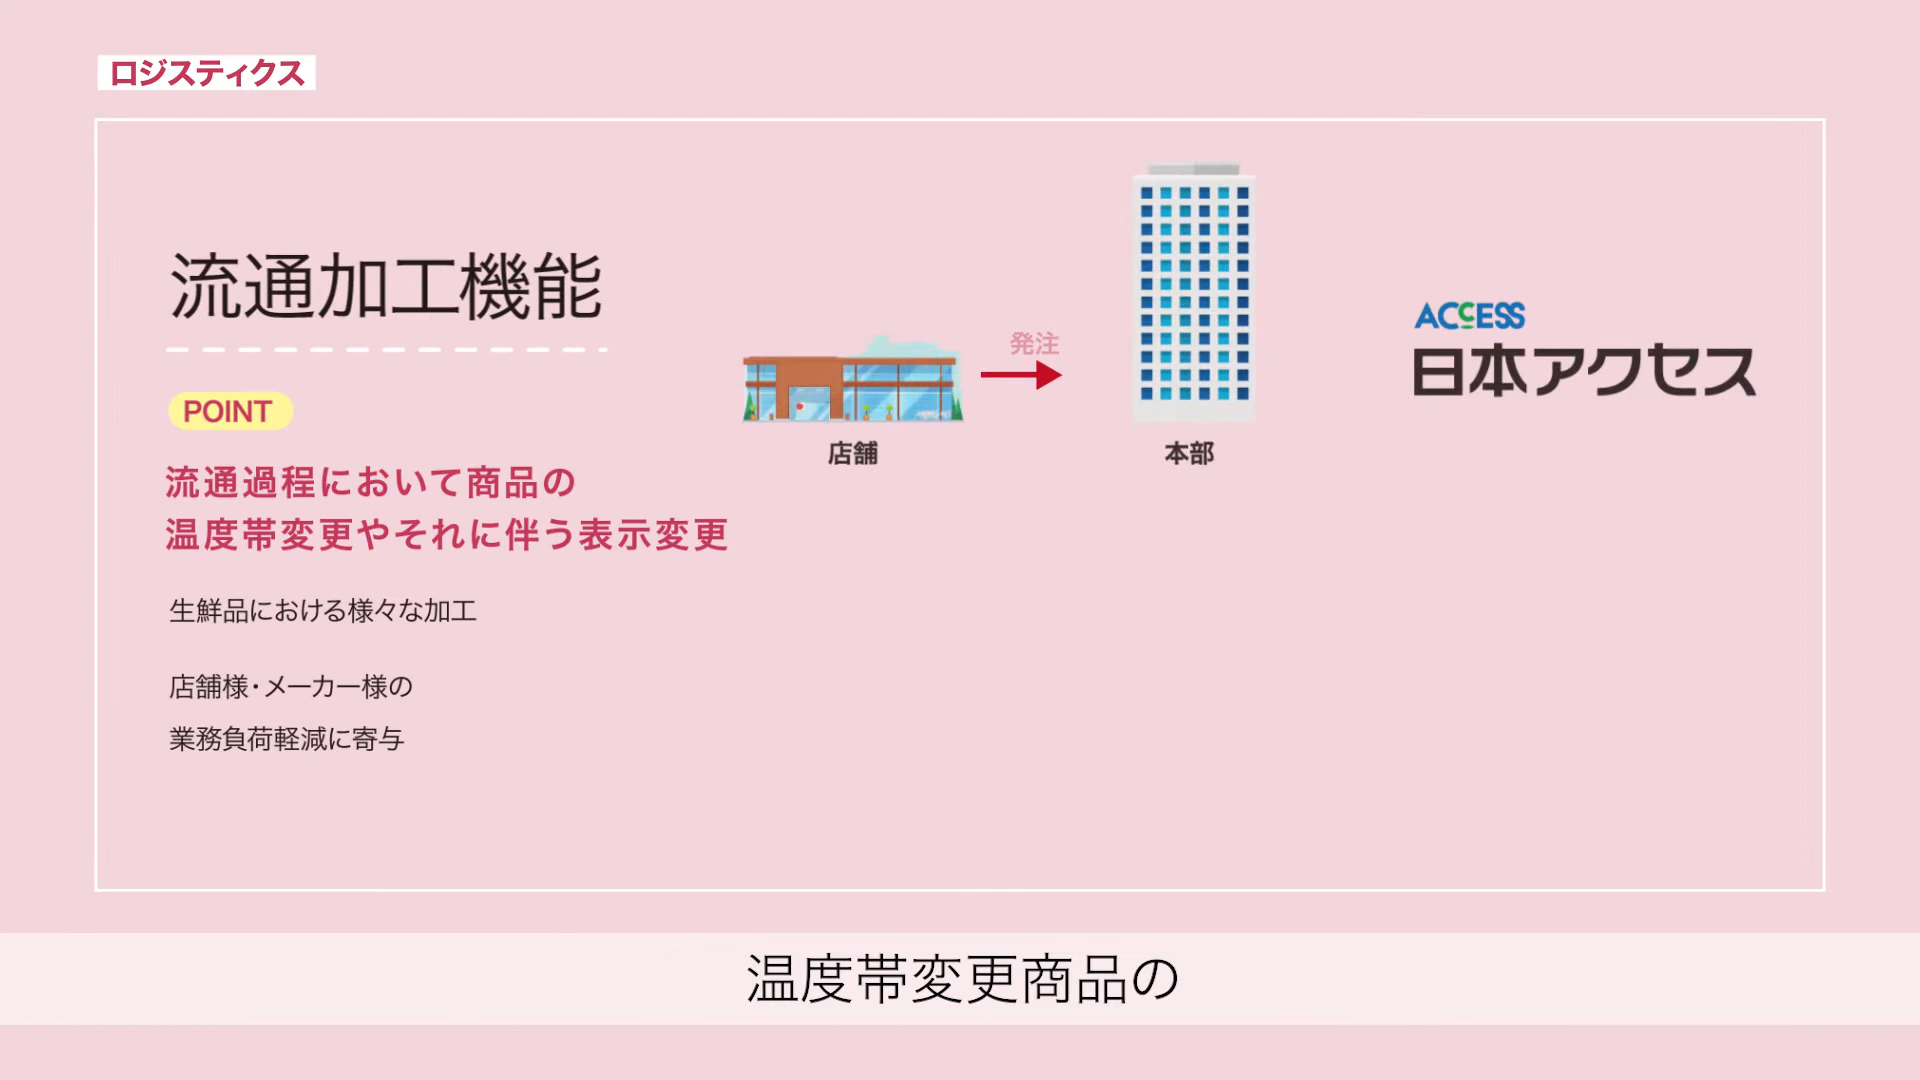 ロジスティクス
流通加工機能
POINT
流通過程において商品の
温度帯変更やそれに伴う表示変更
生鮮品における様々な加工
店舗様・メーカー様の
業務負荷軽減に寄与
発注
店舗
本部
ACCESS
日本アクセス
温度帯変更商品の